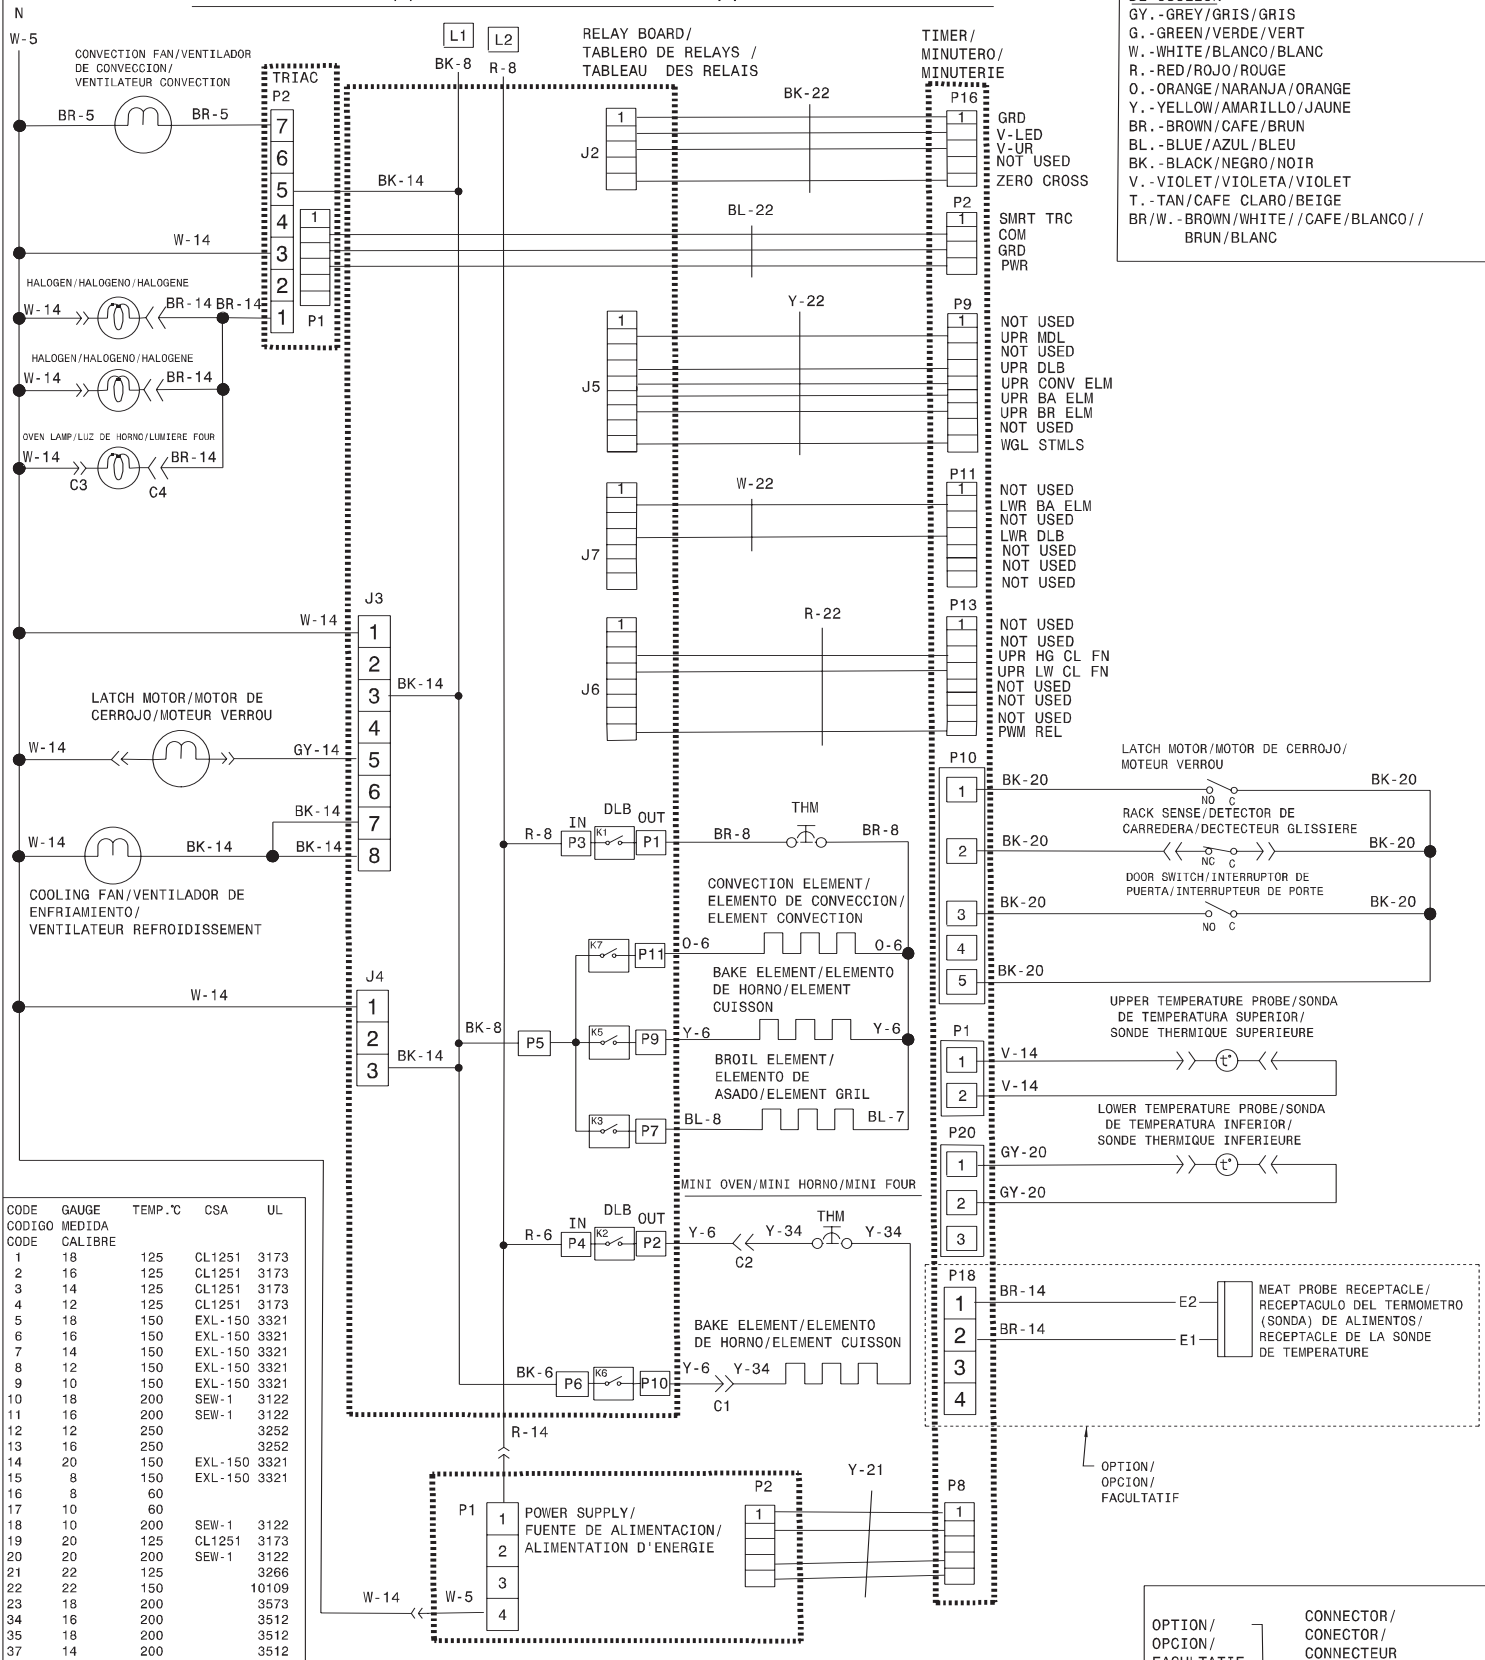 N
W-5
CONVECTION FAN/VENTILADOR
DE CONVECCION/
VENTILATEUR CONVECTION
BR-5
BR-5
TRIAC
P2
7
6
5
4
3
2
1
1
P1
L1
BK-8
L2
R-8
RELAY BOARD/
TABLERO DE RELAYS /
TABLEAU DES RELAIS
TIMER/
MINUTERO/
MINUTERIE
GY.-GREY/GRIS/GRIS
G.-GREEN/VERDE/VERT
W.-WHITE/BLANCO/BLANC
R.-RED/ROJO/ROUGE
O.-ORANGE/NARANJA/ORANGE
Y.-YELLOW/AMARILLO/JAUNE
BR.-BROWN/CAFE/BRUN
BL.-BLUE/AZUL/BLEU
BK.-BLACK/NEGRO/NOIR
V.-VIOLET/VIOLETA/VIOLET
T.-TAN/CAFE CLARO/BEIGE
BR/W.-BROWN/WHITE//CAFE/BLANCO//
BRUN/BLANC
BK-14
W-14
HALOGEN/HALOGENO/HALOGENE
W-14
BR-14
BR-14
HALOGEN/HALOGENO/HALOGENE
W-14
BR-14
OVEN LAMP/LUZ DE HORNO/LUMIERE FOUR
W-14
BR-14
C3
C4
1
J2
BK-22
P16
1
GRD
V-LED
V-UR
NOT USED
ZERO CROSS
BL-22
P2
1
SMRT TRC
COM
GRD
PWR
1
J5
Y-22
P9
1
NOT USED
UPR MDL
NOT USED
UPR DLB
UPR CONV ELM
UPR BA ELM
UPR BR ELM
NOT USED
WGL STMLS
1
J7
W-22
P11
1
NOT USED
LWR BA ELM
NOT USED
LWR DLB
NOT USED
NOT USED
NOT USED
1
J6
R-22
P13
1
NOT USED
NOT USED
UPR HG CL FN
UPR LW CL FN
NOT USED
NOT USED
NOT USED
PWM REL
J3
W-14
1
2
3
4
5
6
7
8
BK-14
LATCH MOTOR/MOTOR DE
CERROJO/MOTEUR VERROU
W-14
GY-14
BK-14
W-14
BK-14
BK-14
COOLING FAN/VENTILADOR DE
ENFRIAMIENTO/
VENTILATEUR REFROIDISSEMENT
J4
W-14
1
2
3
BK-14
R-8
IN
DLB
OUT
P3
K1
P1
BR-8
THM
BR-8
CONVECTION ELEMENT/
ELEMENTO DE CONVECCION/
ELEMENT CONVECTION
K7
P11
O-6
O-6
BAKE ELEMENT/ELEMENTO
DE HORNO/ELEMENT
CUISSON
BK-8
P5
K5
P9
Y-6
Y-6
BROIL ELEMENT/
ELEMENTO DE
ASADO/ELEMENT GRIL
K3
P7
BL-8
BL-7
MINI OVEN/MINI HORNO/MINI FOUR
R-6
IN
DLB
OUT
P4
K2
P2
Y-6
C2
Y-34
THM
Y-34
BAKE ELEMENT/ELEMENTO
DE HORNO/ELEMENT CUISSON
BK-6
P6
K6
P10
Y-6
Y-34
C1
P10
1
2
3
4
5
LATCH MOTOR/MOTOR DE CERROJO/
MOTEUR VERROU
BK-20
NO C
BK-20
RACK SENSE/DETECTOR DE
CARREDERA/DECTECTEUR GLISSIERE
BK-20
NC C
BK-20
DOOR SWITCH/INTERRUPTOR DE
PUERTA/INTERRUPTEUR DE PORTE
BK-20
NO C
BK-20
BK-20
UPPER TEMPERATURE PROBE/SONDA
DE TEMPERATURA SUPERIOR/
SONDE THERMIQUE SUPERIEURE
P1
1
2
V-14
t°
V-14
LOWER TEMPERATURE PROBE/SONDA
DE TEMPERATURA INFERIOR/
SONDE THERMIQUE INFERIEURE
P20
1
2
3
GY-20
t°
GY-20
P18
1
2
3
4
BR-14
E2
BR-14
E1
MEAT PROBE RECEPTACLE/
RECEPTACULO DEL TERMOMETRO
(SONDA) DE ALIMENTOS/
RECEPTACLE DE LA SONDE
DE TEMPERATURE
OPTION/
OPCION/
FACULTATIF
CODE GAUGE TEMP.℃ CSA UL
CODIGO MEDIDA
CODE CALIBRE
1 18 125 CL1251 3173
2 16 125 CL1251 3173
3 14 125 CL1251 3173
4 12 125 CL1251 3173
5 18 150 EXL-150 3321
6 16 150 EXL-150 3321
7 14 150 EXL-150 3321
8 12 150 EXL-150 3321
9 10 150 EXL-150 3321
10 18 200 SEW-1 3122
11 16 200 SEW-1 3122
12 12 250 3252
13 16 250 3252
14 20 150 EXL-150 3321
15 8 150 EXL-150 3321
16 8 60
17 10 60
18 10 200 SEW-1 3122
19 20 125 CL1251 3173
20 20 200 SEW-1 3122
21 22 125 3266
22 22 150 10109
23 18 200 3573
34 16 200 3512
35 18 200 3512
37 14 200 3512
R-14
P1
1
2
3
4
POWER SUPPLY/
FUENTE DE ALIMENTACION/
ALIMENTATION D'ENERGIE
P2
1
Y-21
P8
1
W-14
W-5
OPTION/
OPCION/
CONNECTOR/
CONECTOR/
CONNECTEUR